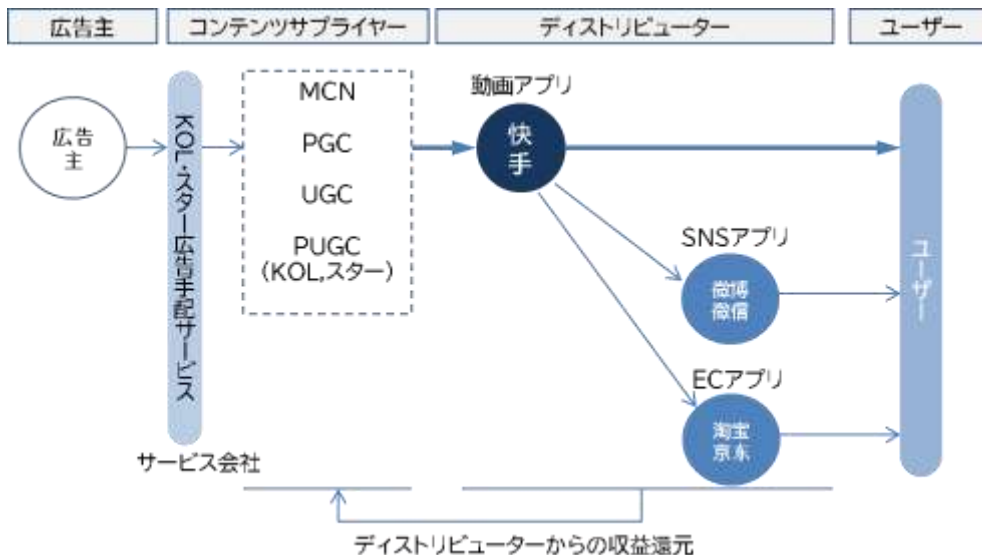 広告主
コンテンツサプライヤー
ディストリビューター
ユーザー
広告
主
KOL・スター広告手配サービス
サービス会社
MCN
PGC
UGC
PUGC
(KOL,スター)
動画アプリ
快
手
SNSアプリ
微博
微信
ECアプリ
淘宝
京东
ユーザー
ディストリビューターからの収益還元